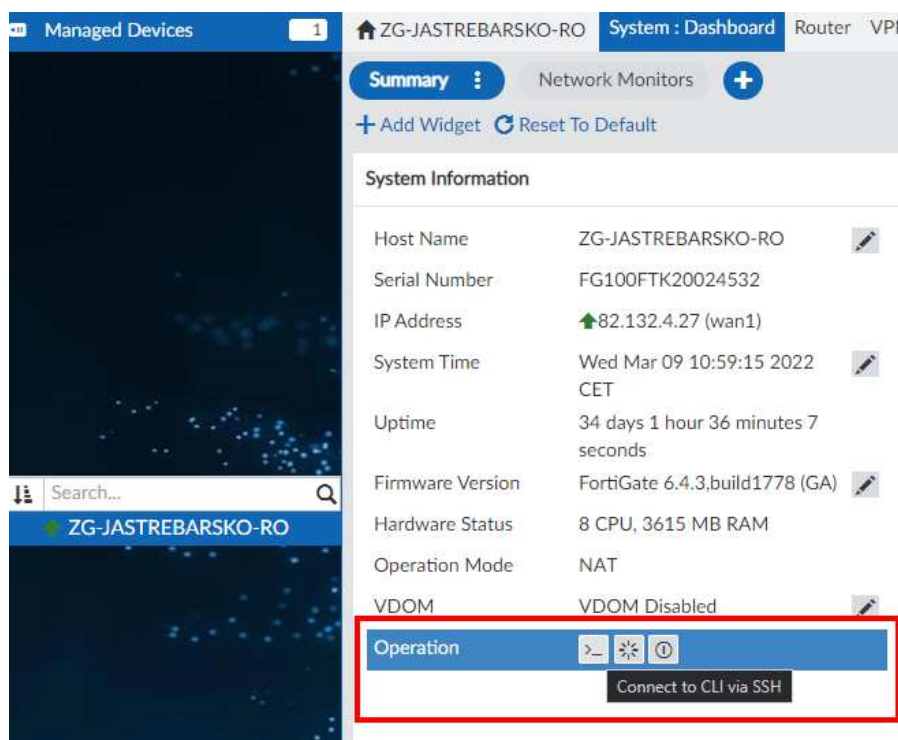 Managed Devices 1
ZG-JASTREBARSKO-RO System : Dashboard Router VP
Summary Network Monitors
Add Widget Reset To Default
System Information
Host Name ZG-JASTREBARSKO-RO
Serial Number FG100FTK20024532
IP Address 82.132.4.27 (wan1)
System Time Wed Mar 09 10:59:15 2022
CET
Uptime 34 days 1 hour 36 minutes 7
seconds
Search...
Firmware Version FortiGate 6.4.3,build1778 (GA)
ZG-JASTREBARSKO-RO
Hardware Status 8 CPU, 3615 MB RAM
Operation Mode NAT
VDOM VDOM Disabled
Operation >_
Connect to CLI via SSH